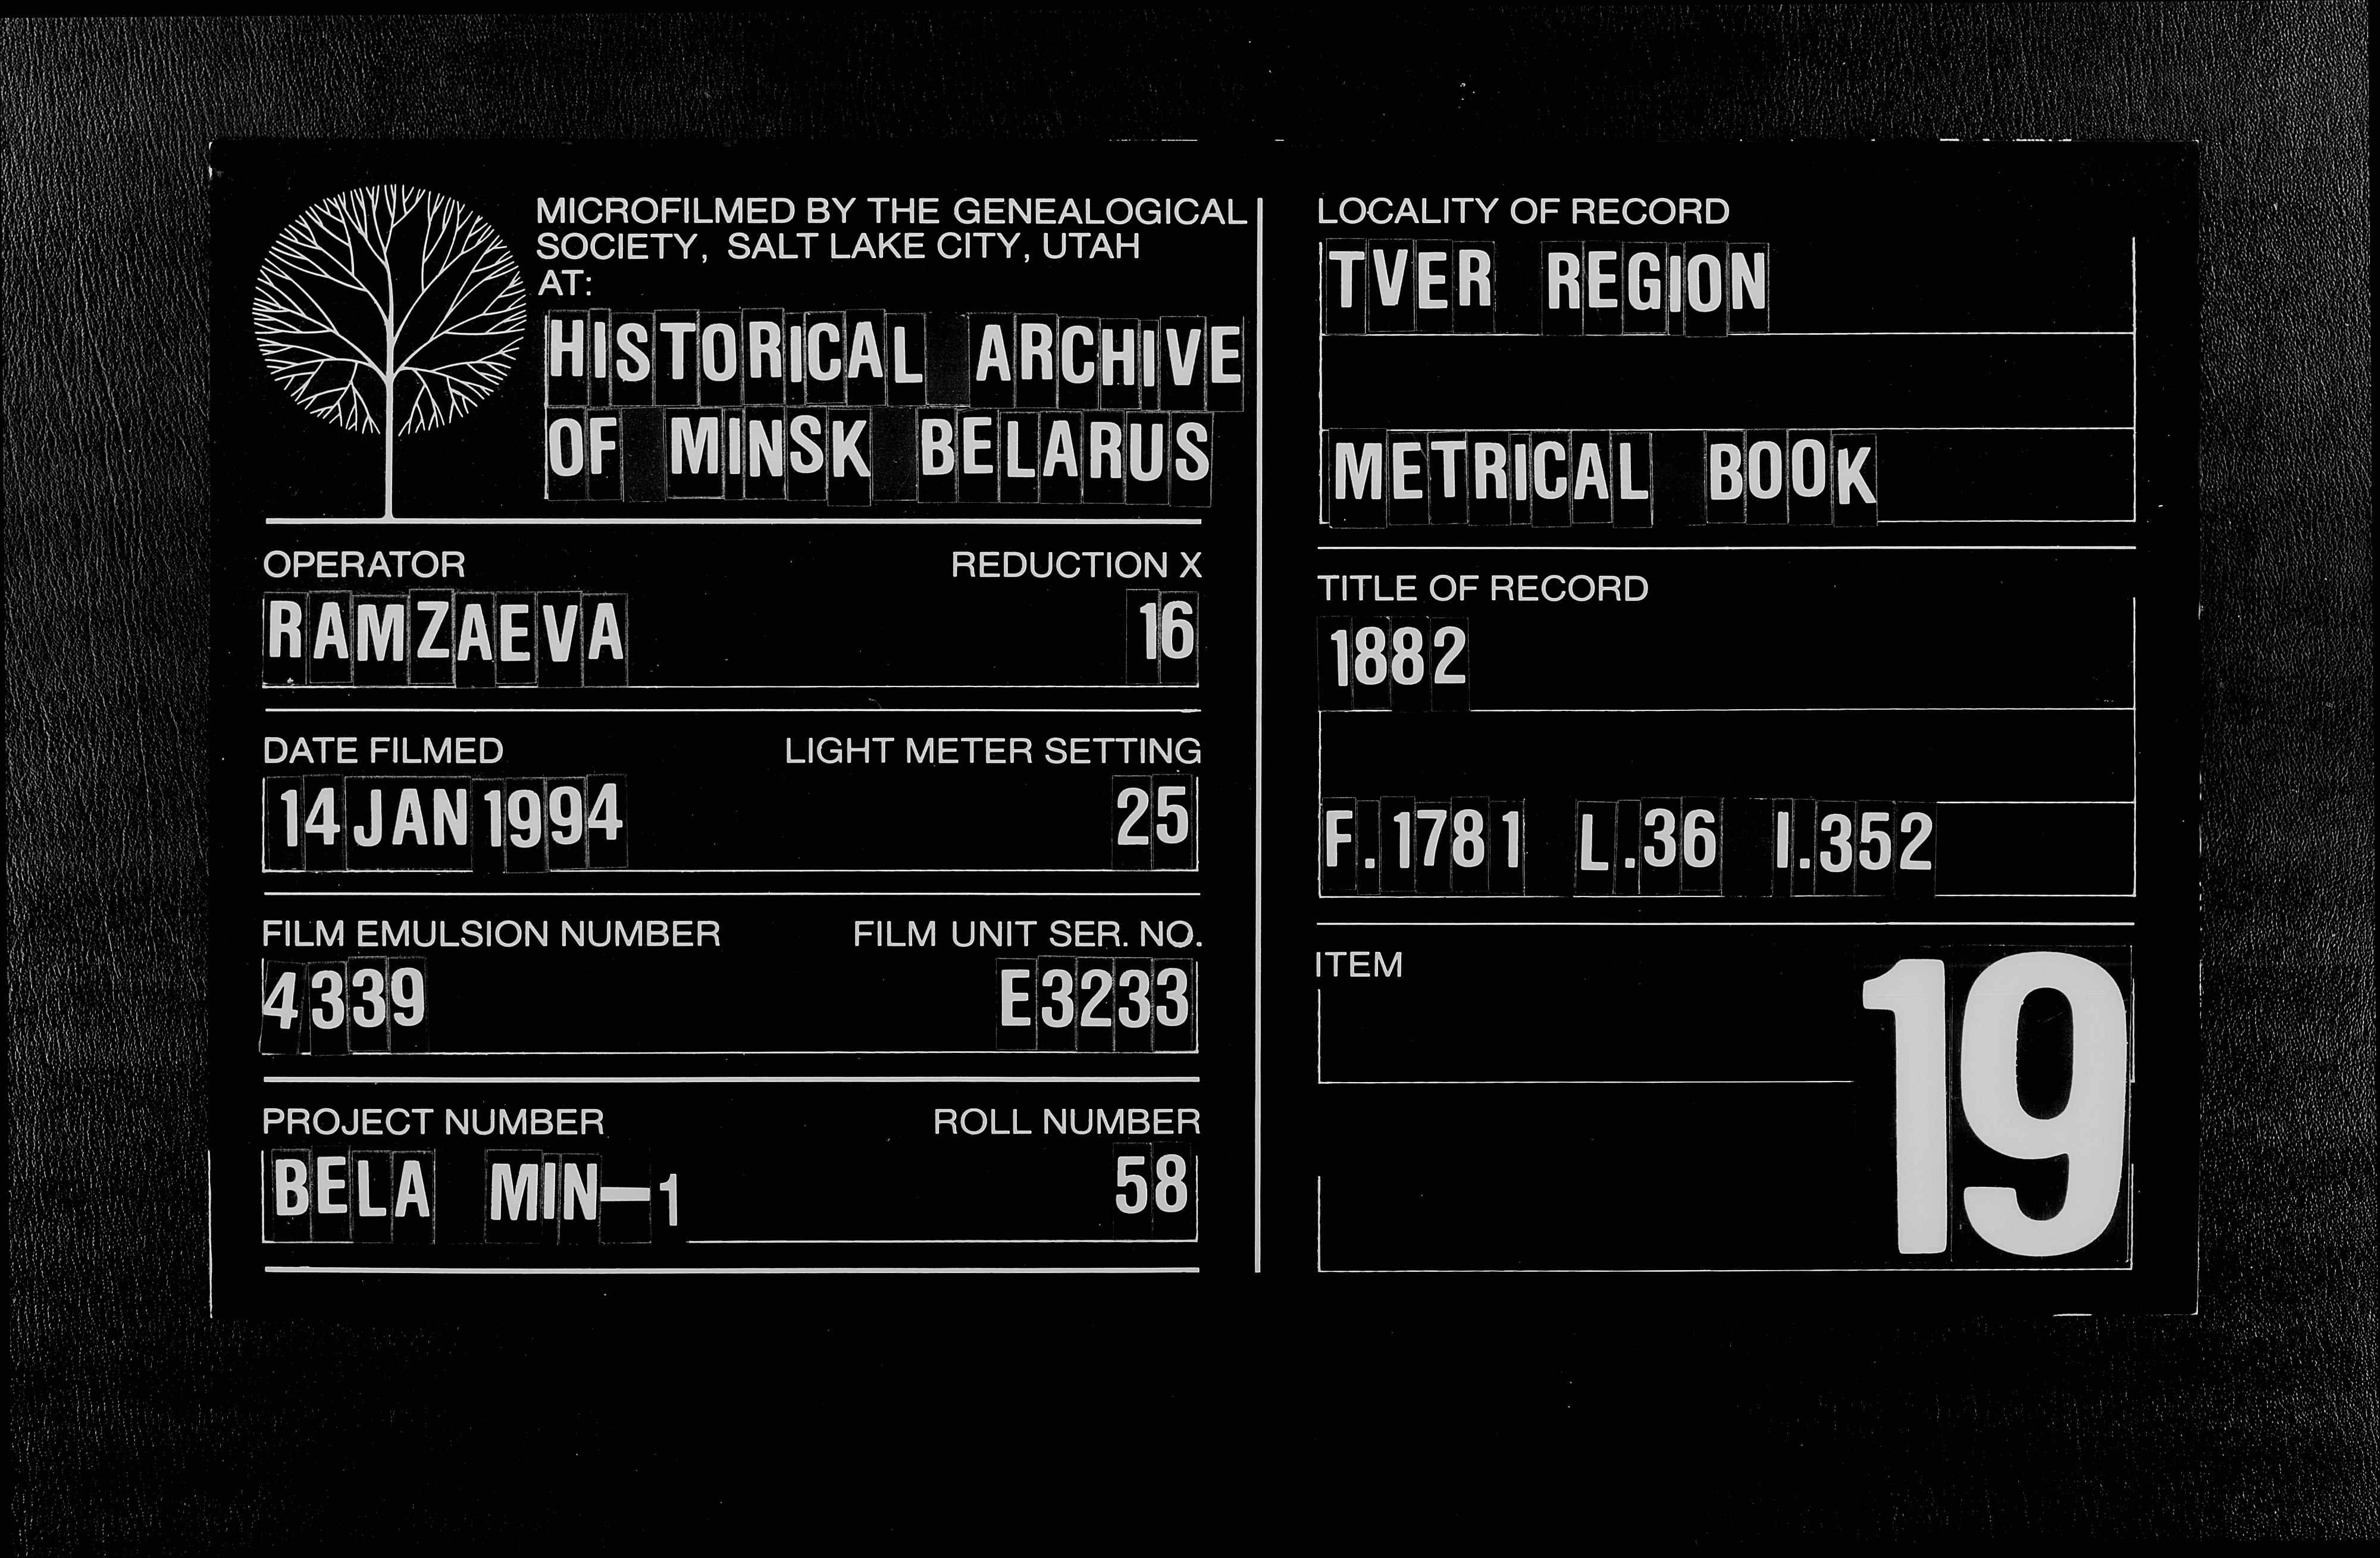 MICROFILMED BY THE GENEALOGICAL
SOCIETY, SALT LAKE CITY, UTAH
AT:
HISTORICAL ARCHIVE
OF MINSK BELARUS
OPERATOR REDUCTION X
RAMZAEVA 16
DATE FILMED LIGHT METER SETTING
14 JAN 1994 25
FILM EMULSION NUMBER FILM UNIT SER. NO.
4339 E3233
PROJECT NUMBER ROLL NUMBER
BELA MIN-1 58
LOCALITY OF RECORD
TVER REGION
METRICAL BOOK
TITLE OF RECORD
1882
F.1781 L.36 I.352
ITEM
19